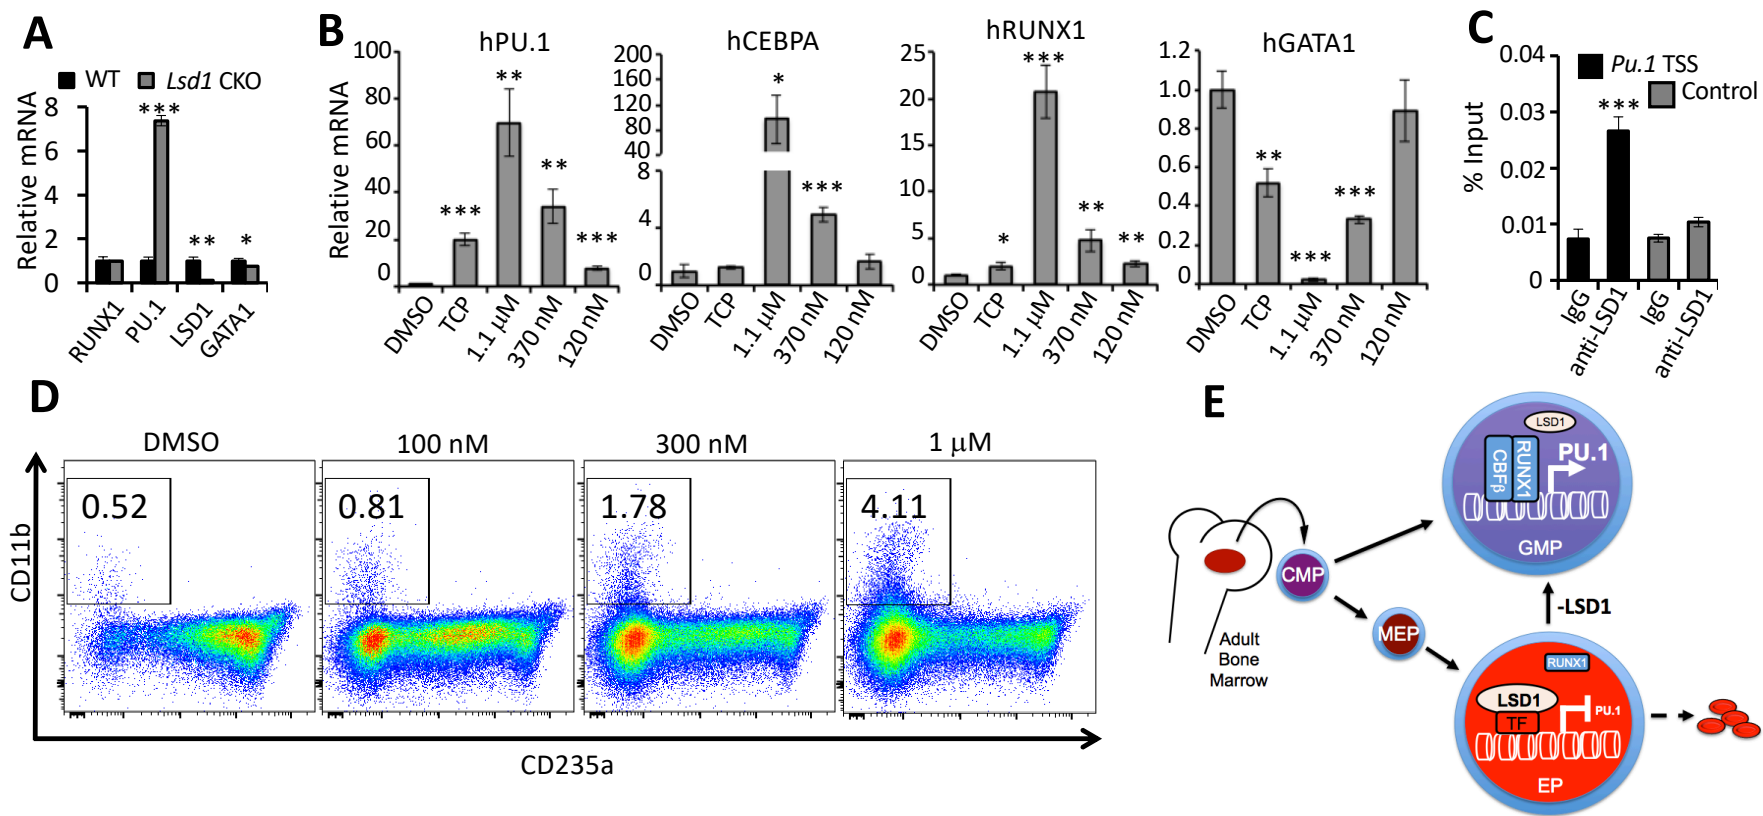 A
WT
Lsd1 CKO
Relative mRNA
8
6
4
2
0
***
**
*
RUNX1
PU.1
LSD1
GATA1
B
Relative mRNA
hPU.1
100
80
60
40
20
0
***
**
**
***
DMSO
TCP
1.1 μM
370 nM
120 nM
hCEBPA
200
160
120
80
40
8
4
0
*
***
DMSO
TCP
1.1 μM
370 nM
120 nM
hRUNX1
25
20
15
10
5
0
*
***
**
**
DMSO
TCP
1.1 μM
370 nM
120 nM
hGATA1
1.2
1.0
0.8
0.6
0.4
0.2
0
**
***
***
DMSO
TCP
1.1 μM
370 nM
120 nM
C
Pu.1 TSS
Control
% Input
0.04
0.03
0.02
0.01
0
***
IgG
anti-LSD1
IgG
anti-LSD1
D
DMSO
100 nM
300 nM
1 μM
0.52
0.81
1.78
4.11
CD11b
CD235a
E
LSD1
CBFβ
RUNX1
PU.1
GMP
CMP
-LSD1
MEP
Adult
Bone
Marrow
RUNX1
LSD1
TF
PU.1
EP